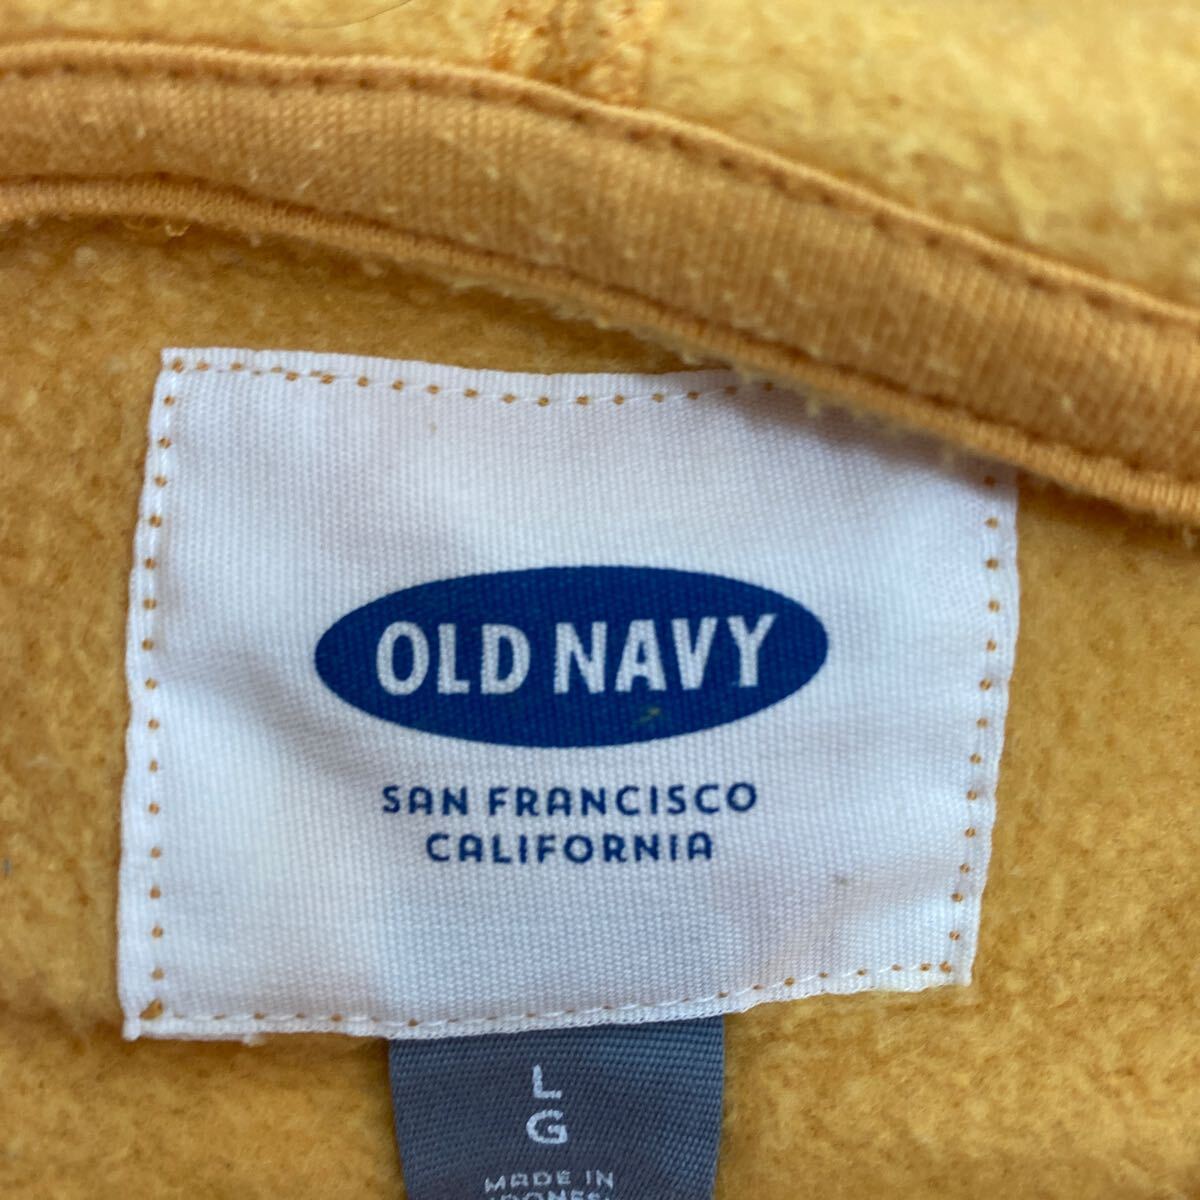 OLD NAVY
SAN FRANCISCO
CALIFORNIA
L
G
MADE IN